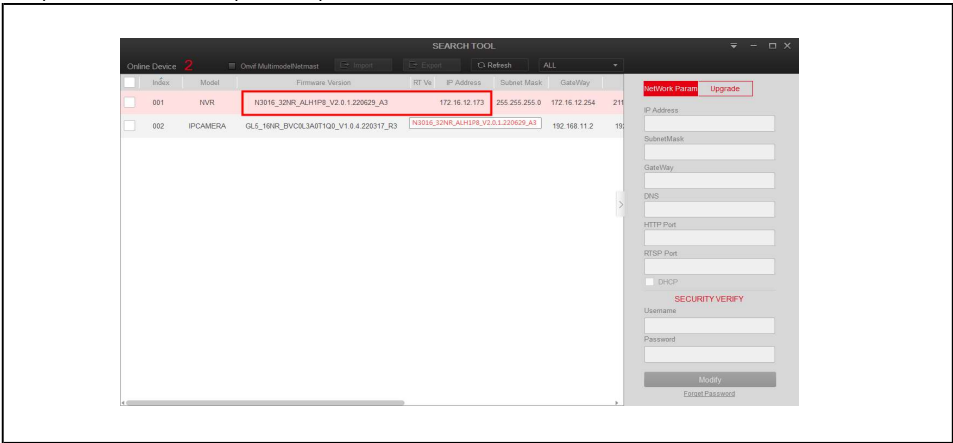 SEARCH TOOL
Online Device 2 Onvif MultimodelNetmast Import Export Refresh ALL
Index Model Firmware Version RT Ve IP Address Subnet Mask GateWay
001 NVR N3016_32NR_ALH1P8_V2.0.1.220629_A3 172.16.12.173 255.255.255.0 172.16.12.254 211
002 IPCAMERA GL5_16NR_BVC0L3A0T1Q0_V1.0.4.220317_R3 N3016_32NR_ALH1P8_V2.0.1.220629_A3 192.168.11.2 19
NetWork Param Upgrade
IP Address
SubnetMask
GateWay
DNS
HTTP Port
RTSP Port
DHCP
SECURITY VERIFY
Username
Password
Modify
Forget Password